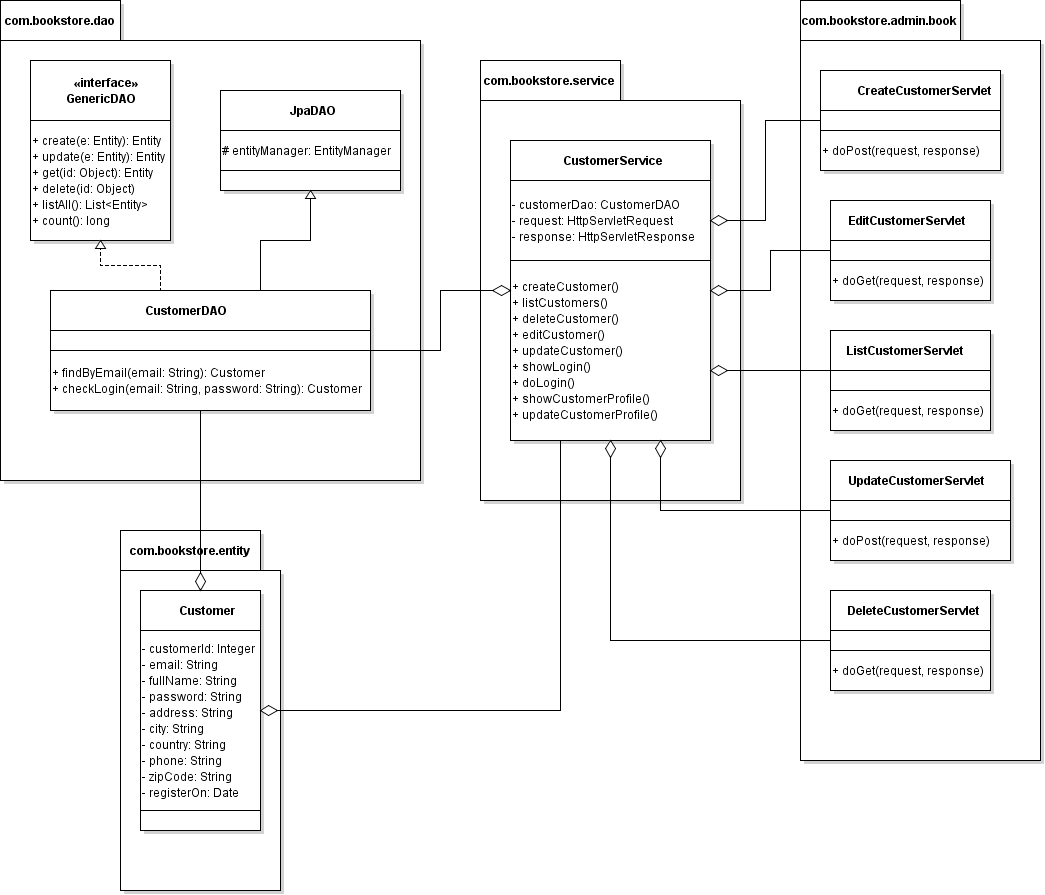 com.bookstore.dao
«interface»
GenericDAO
+ create(e: Entity): Entity
+ update(e: Entity): Entity
+ get(id: Object): Entity
+ delete(id: Object)
+ listAll(): List<Entity>
+ count(): long
JpaDAO
# entityManager: EntityManager
CustomerDAO
+ findByEmail(email: String): Customer
+ checkLogin(email: String, password: String): Customer
com.bookstore.entity
Customer
- customerId: Integer
- email: String
- fullName: String
- password: String
- address: String
- city: String
- country: String
- phone: String
- zipCode: String
- registerOn: Date
com.bookstore.service
CustomerService
- customerDao: CustomerDAO
- request: HttpServletRequest
- response: HttpServletResponse
+ createCustomer()
+ listCustomers()
+ deleteCustomer()
+ editCustomer()
+ updateCustomer()
+ showLogin()
+ doLogin()
+ showCustomerProfile()
+ updateCustomerProfile()
com.bookstore.admin.book
CreateCustomerServlet
+ doPost(request, response)
EditCustomerServlet
+ doGet(request, response)
ListCustomerServlet
+ doGet(request, response)
UpdateCustomerServlet
+ doPost(request, response)
DeleteCustomerServlet
+ doGet(request, response)